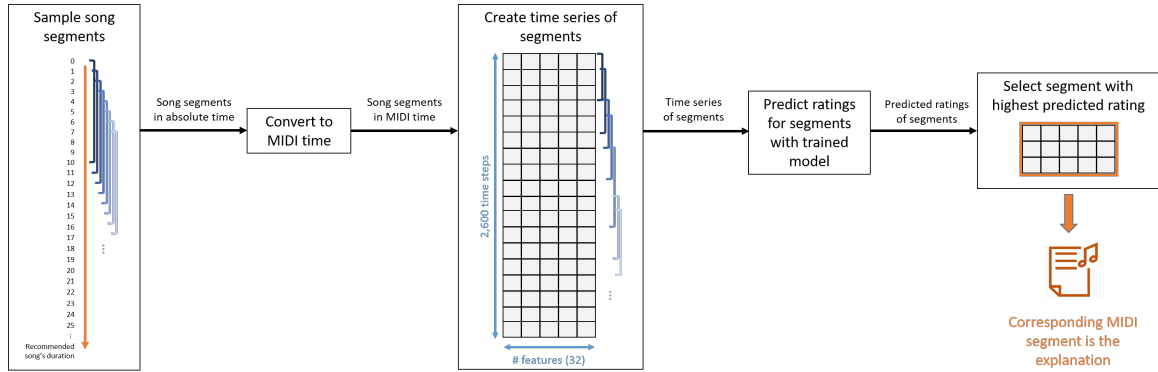 Sample song
segments
0
1
2
3
4
5
6
7
8
9
10
11
12
13
14
15
16
17
18
19
20
21
22
23
24
25
Recommended
song's duration
Song segments
in absolute time
Convert to
MIDI time
Song segments
in MIDI time
Create time series of
segments
2,600 time steps
# features (32)
Time series
of segments
Predict ratings
for segments
with trained
model
Predicted ratings
of segments
Select segment with
highest predicted rating
Corresponding MIDI
segment is the
explanation